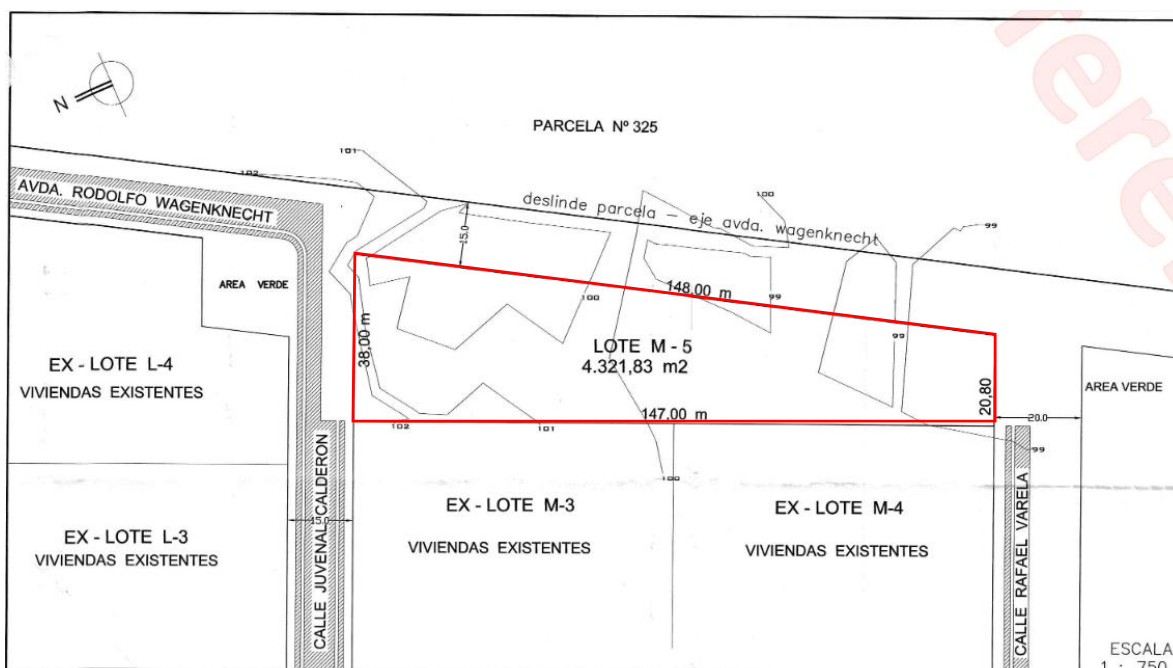 N
PARCELA Nº 325
101
102
AVDA. RODOLFO WAGENKNECHT
deslinde parcela - eje avda. wagenknecht
100
99
15.0
AREA VERDE
148,00 m
100
99
99
38,00 m
LOTE M - 5
4.321,83 m2
EX - LOTE L-4
VIVIENDAS EXISTENTES
20,80
AREA VERDE
147,00 m
20.0
102
101
99
100
CALLE JUVENAL CALDERON
EX - LOTE M-3
VIVIENDAS EXISTENTES
EX - LOTE M-4
VIVIENDAS EXISTENTES
15.0
EX - LOTE L-3
VIVIENDAS EXISTENTES
CALLE RAFAEL VARELA
ESCALA
1 : 750